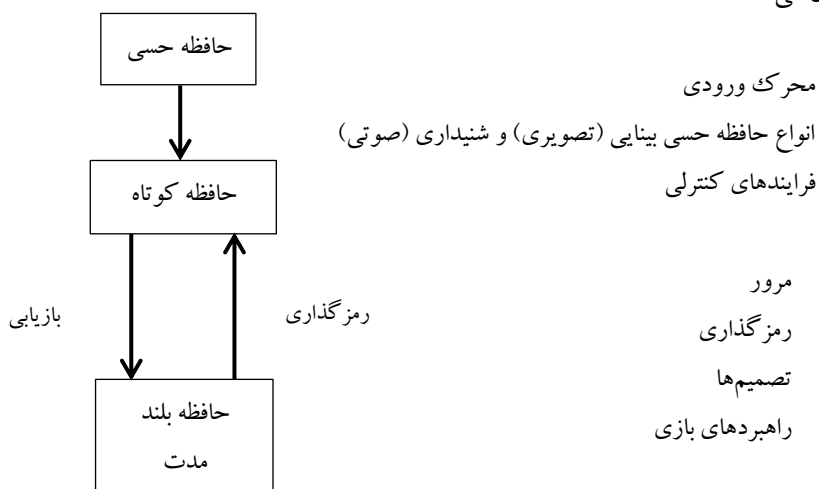 حافظه حسی
محرک ورودی
انواع حافظه حسی بینایی (تصویری) و شنیداری (صوتی)
فرایندهای کنترلی
حافظه کوتاه
مرور
رمزگذاری
تصمیم‌ها
راهبردهای بازی
بازیابی
رمزگذاری
حافظه بلند
مدت